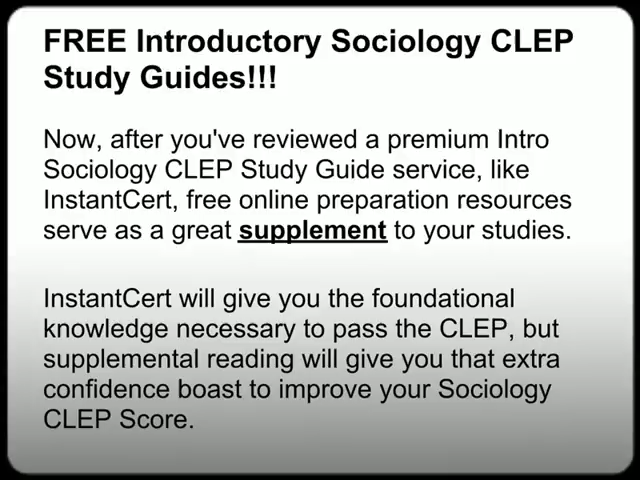 FREE Introductory Sociology CLEP
Study Guides!!!
Now, after you've reviewed a premium Intro
Sociology CLEP Study Guide service, like
InstantCert, free online preparation resources
serve as a great supplement to your studies.
InstantCert will give you the foundational
knowledge necessary to pass the CLEP, but
supplemental reading will give you that extra
confidence boast to improve your Sociology
CLEP Score.